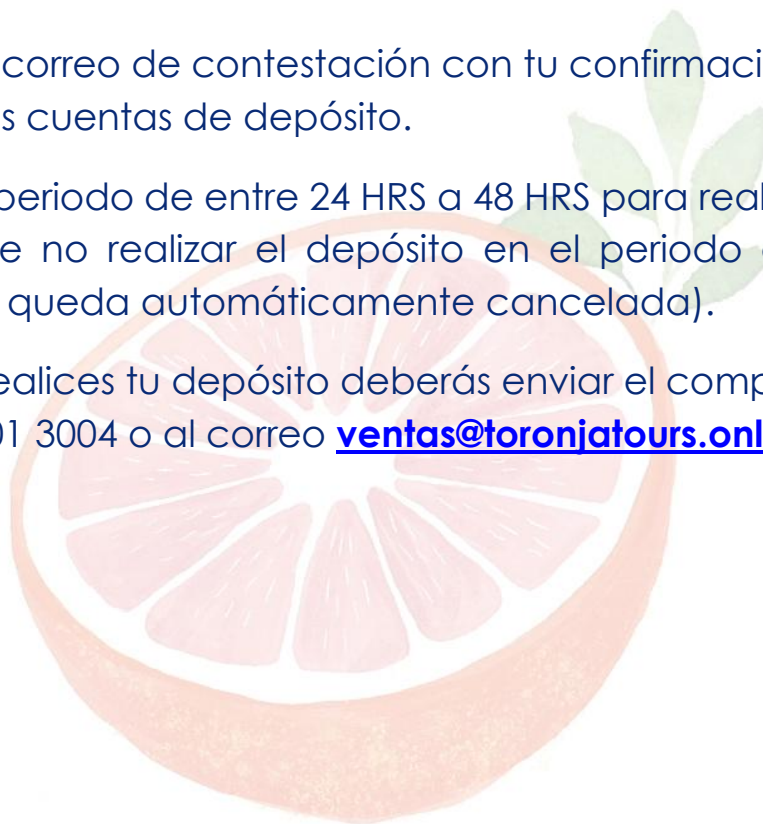 correo de contestación con tu confirmaci
s cuentas de depósito.
periodo de entre 24 HRS a 48 HRS para real
e no realizar el depósito en el periodo
queda automáticamente cancelada).
ealices tu depósito deberás enviar el comp
01 3004 o al correo ventas@toronjatours.onl